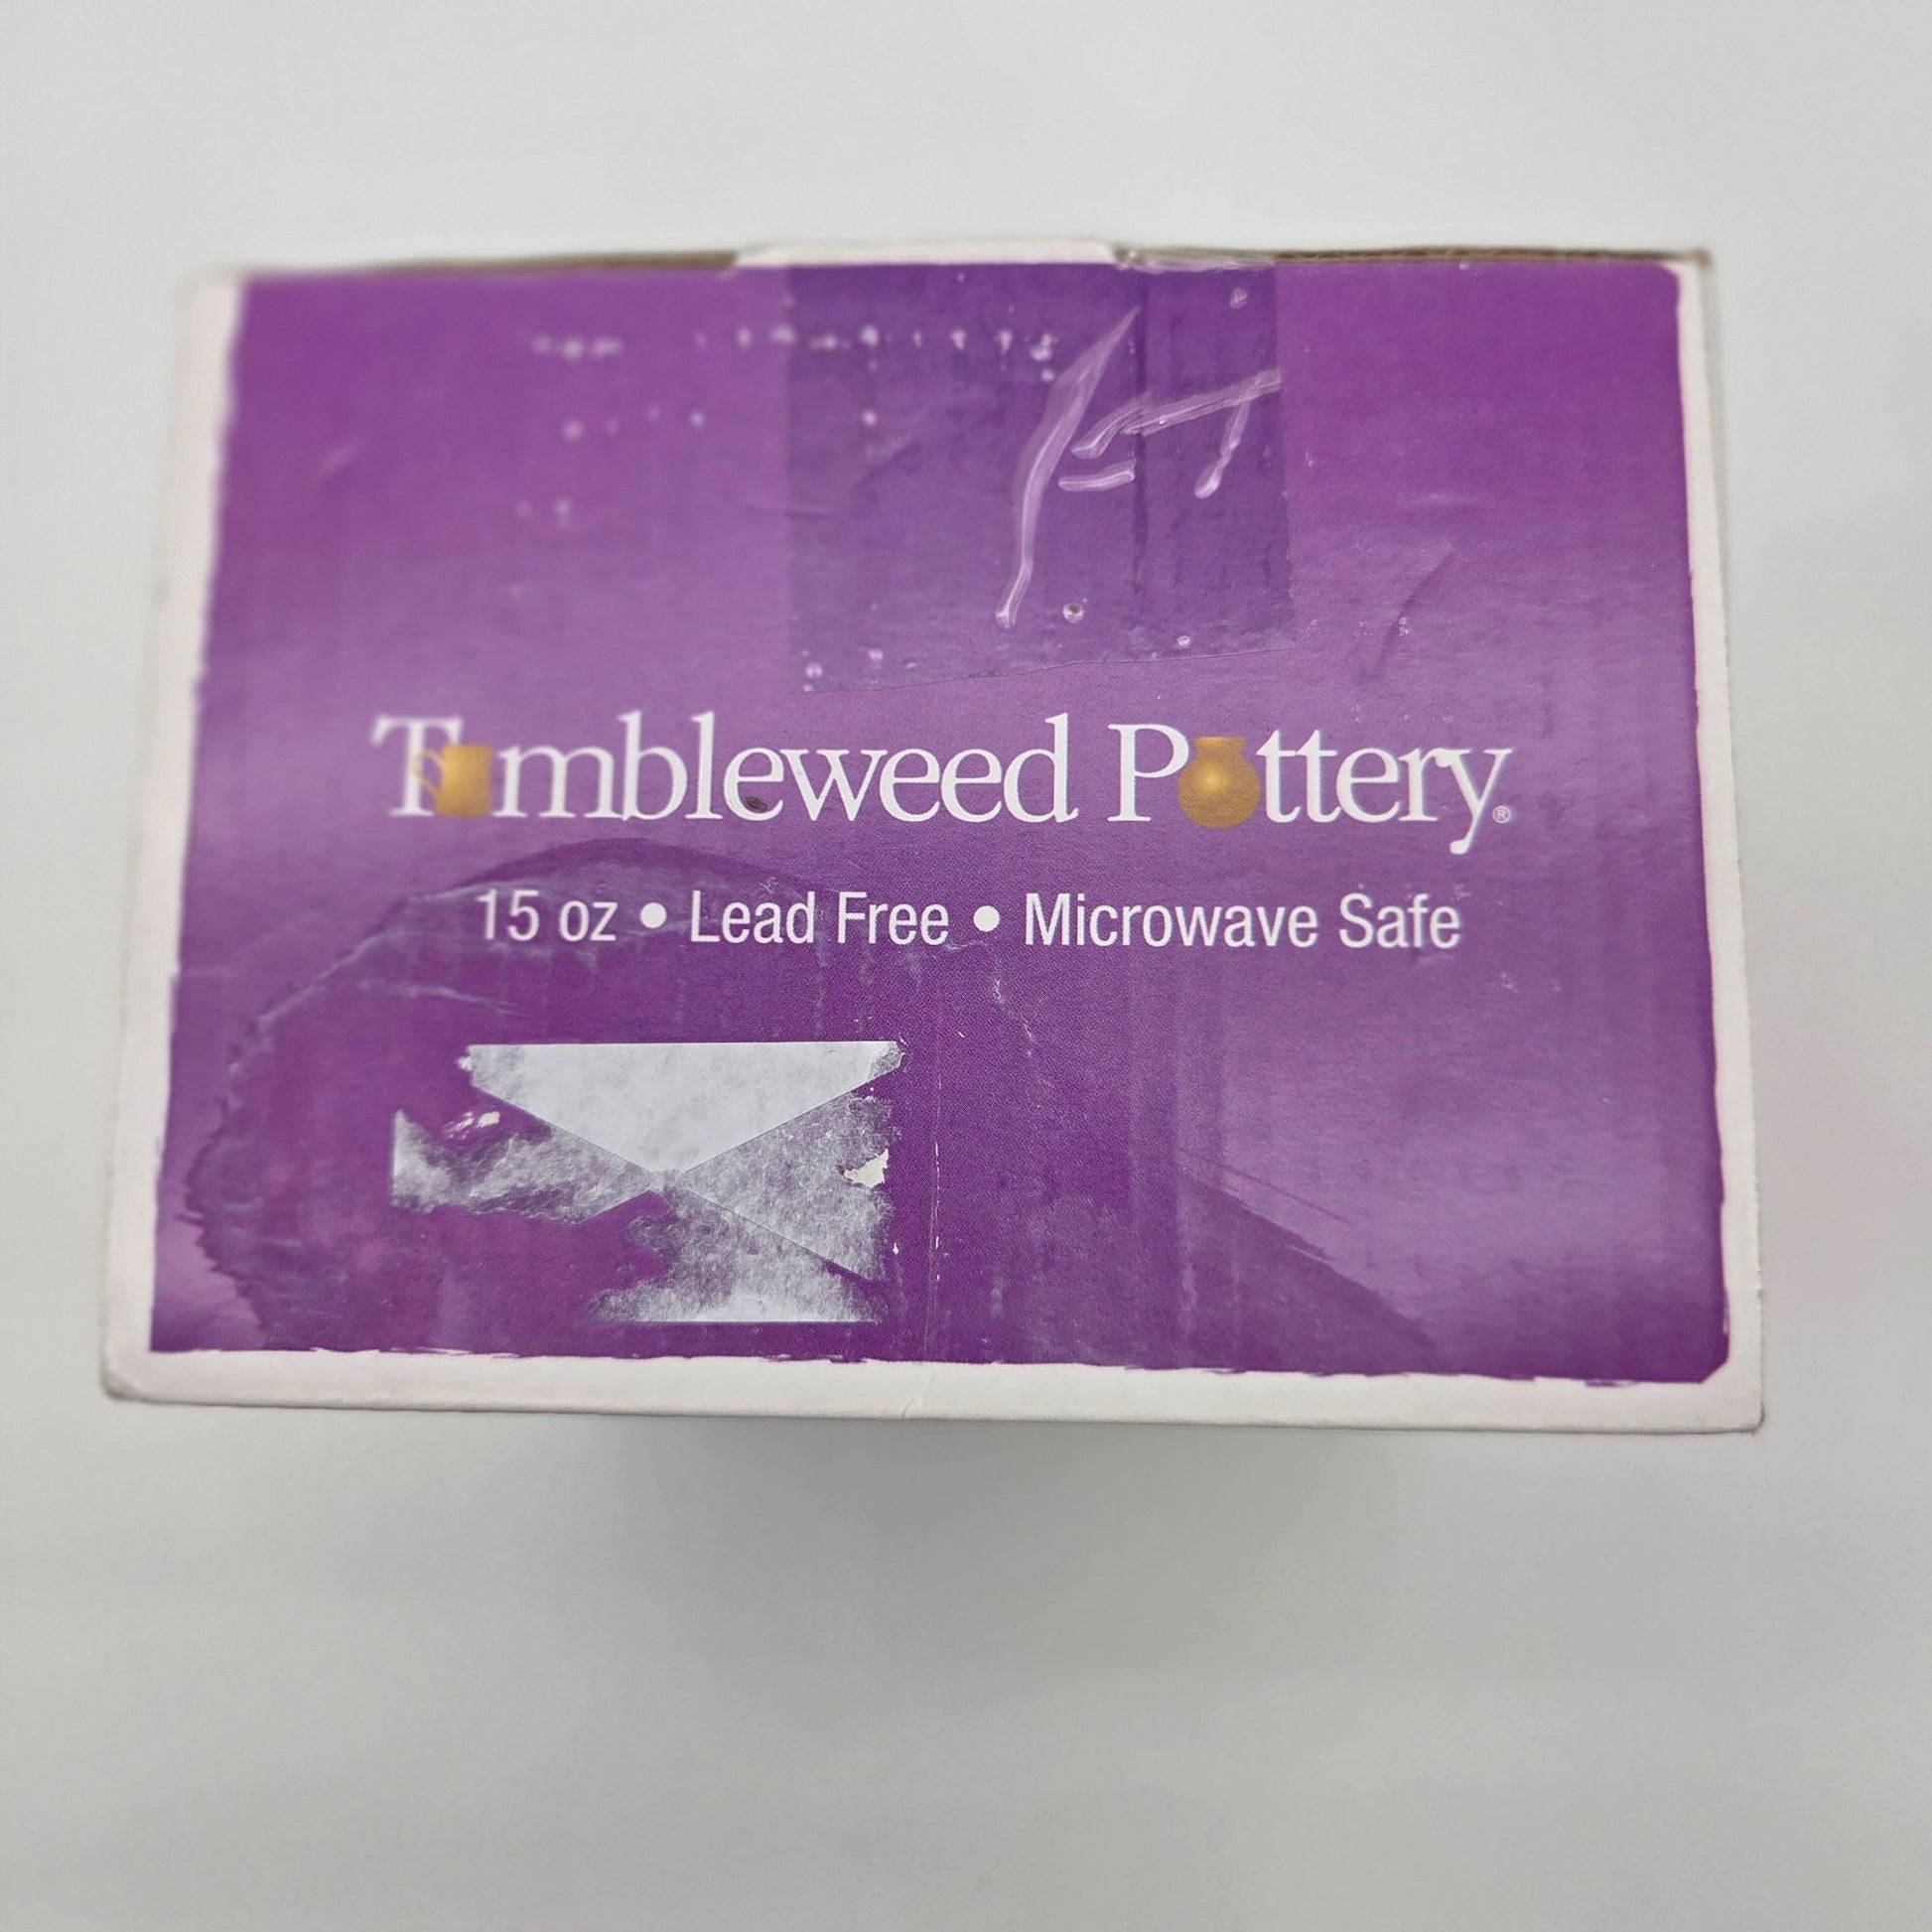 Tumbleweed Pottery®
15 oz • Lead Free • Microwave Safe